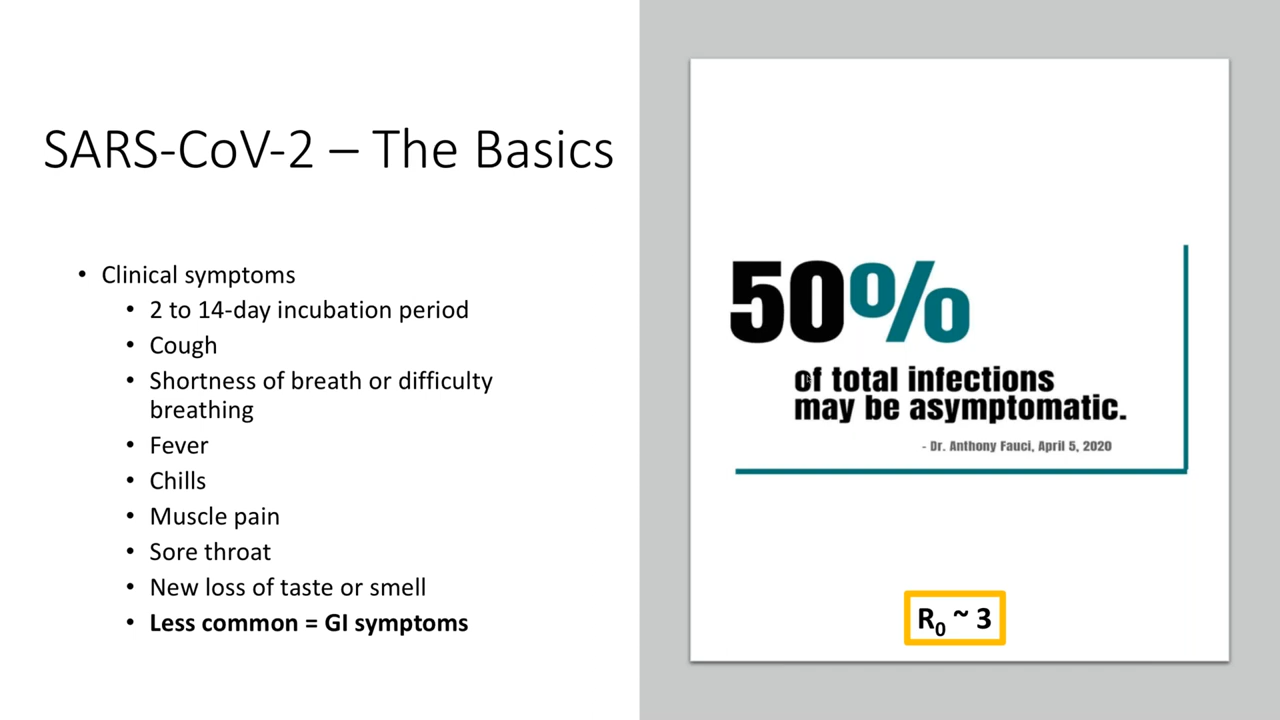 SARS-CoV-2 – The Basics
• Clinical symptoms
• 2 to 14-day incubation period
• Cough
• Shortness of breath or difficulty
breathing
• Fever
• Chills
• Muscle pain
• Sore throat
• New loss of taste or smell
• Less common = GI symptoms
50%
of total infections
may be asymptomatic.
- Dr. Anthony Fauci, April 5, 2020
R₀ ~ 3